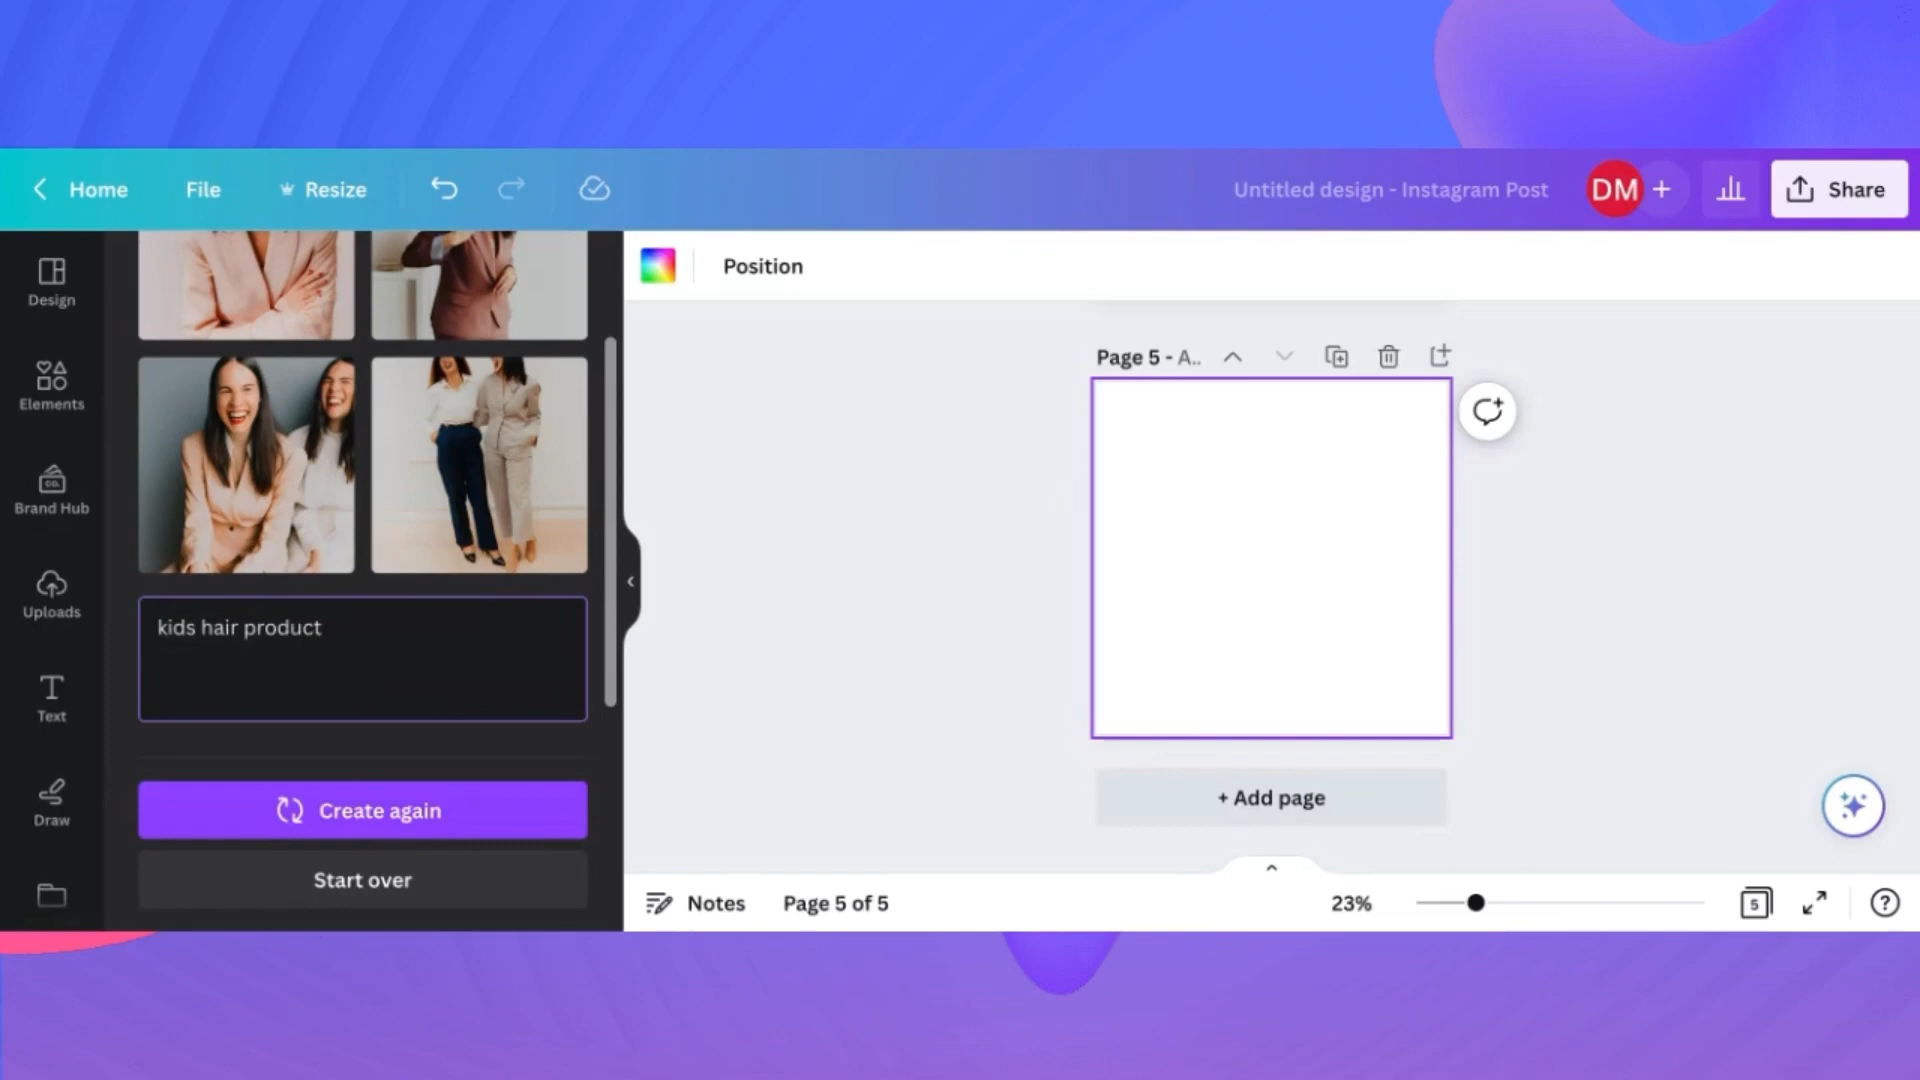 Home
File
Resize
Untitled design - Instagram Post
DM
+
Share
Design
Elements
CO.
Brand Hub
Uploads
Text
Draw
kids hair product
Create again
Start over
Position
Page 5 - A..
+ Add page
Notes
Page 5 of 5
23%
5
?